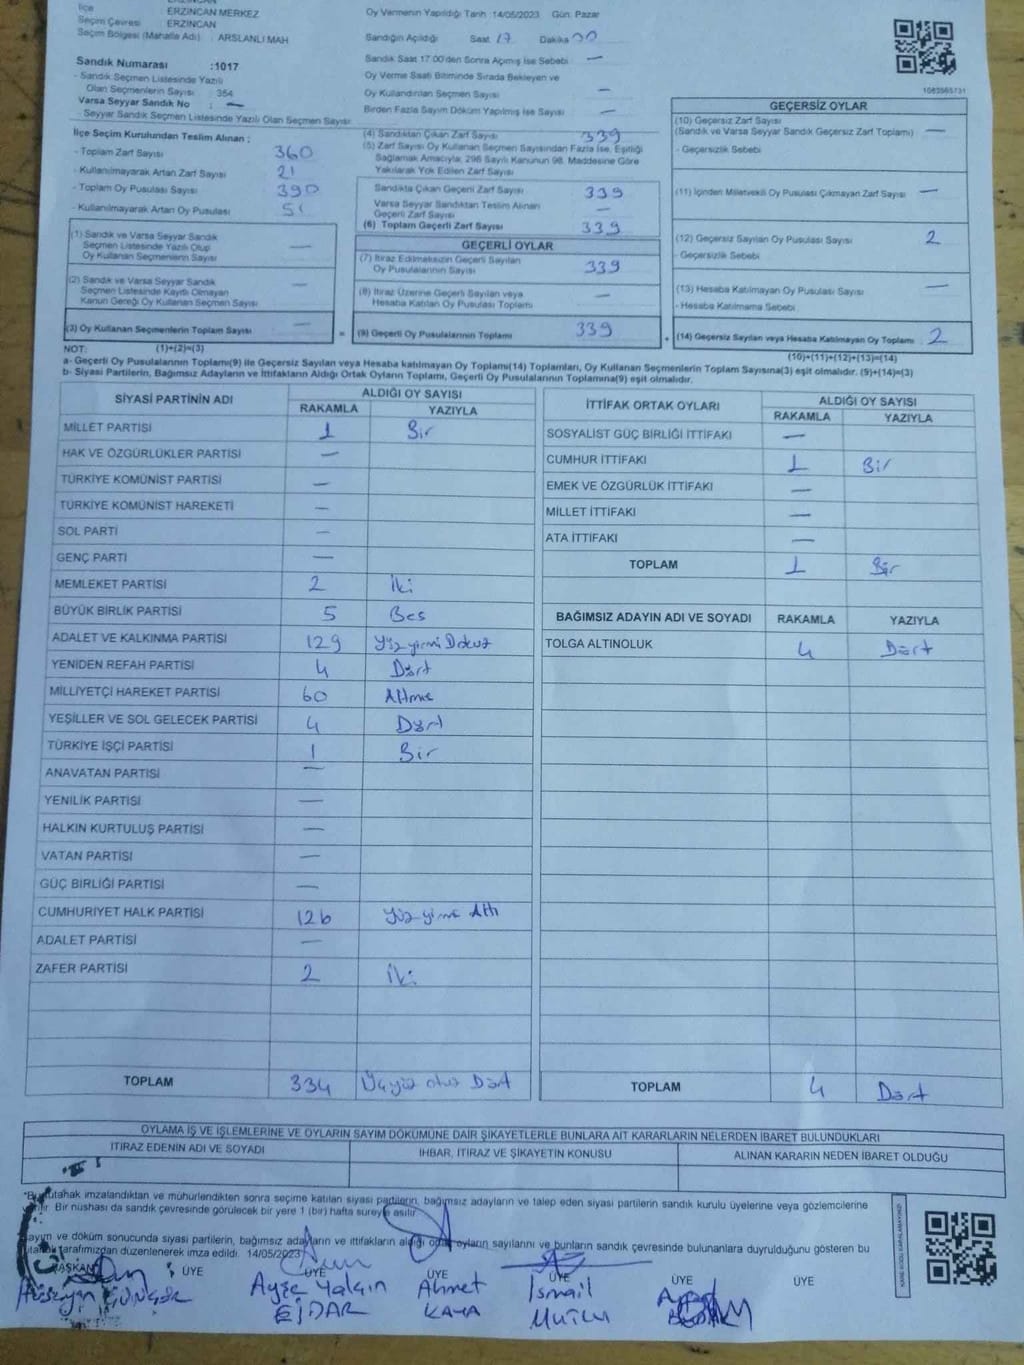 İlçe : ERZİNCAN MERKEZ
Seçim Çevresi : ERZİNCAN
Seçim Bölgesi (Mahalle Adı) : ARSLANLI MAH
Oy Vermenin Yapıldığı Tarih :14/05/2023 Gün: Pazar
Sandığın Açıldığı Saat 17 Dakika 00
Sandık Numarası :1017
- Sandık Seçmen Listesinde Yazılı
Olan Seçmenlerin Sayısı : 354
Varsa Seyyar Sandık No : —
- Seyyar Sandık Seçmen Listesinde Yazılı Olan Seçmen Sayısı
Sandık Saat 17.00'den Sonra Açımış İse Sebebi —
Oy Verme Saati Bitiminde Sırada Bekleyen ve
Oy Kullandırılan Seçmen Sayısı —
Birden Fazla Sayım Döküm Yapılmış İse Sayısı —
1083565731
İlçe Seçim Kurulundan Teslim Alınan :
- Toplam Zarf Sayısı 360
- Kullanılmayarak Artan Zarf Sayısı 21
- Toplam Oy Pusulası Sayısı 390
- Kullanılmayarak Artan Oy Pusulası
(1) Sandık ve Varsa Seyyar Sandık
Seçmen Listesinde Yazılı Olup
Oy Kullanan Seçmenlerin Sayısı —
(2) Sandık ve Varsa Seyyar Sandık
Seçmen Listesinde Kayıtlı Olmayan
Kanun Gereği Oy Kullanan Seçmen Sayısı —
(3) Oy Kullanan Seçmenlerin Toplam Sayısı —
(4) Sandıktan Çıkan Zarf Sayısı 339
(5) Zarf Sayısı Oy Kullanan Seçmen Sayısından Fazla İse, Eşitliği
Sağlamak Amacıyla, 298 Sayılı Kanunun 98. Maddesine Göre
Yakılarak Yok Edilen Zarf Sayısı
Sandıkta Çıkan Geçerli Zarf Sayısı 339
Varsa Seyyar Sandıktan Teslim Alınan
Geçerli Zarf Sayısı —
(6) Toplam Geçerli Zarf Sayısı 339
GEÇERLİ OYLAR
(7) İtiraz Edilmeksizin Geçerli Sayılan
Oy Pusulalarının Sayısı 339
(8) İtiraz Üzerine Geçerli Sayılan veya
Hesaba Katılan Oy Pusulası Toplamı —
= (9) Geçerli Oy Pusulalarının Toplamı 339
GEÇERSİZ OYLAR
(10) Geçersiz Zarf Sayısı
(Sandık ve Varsa Seyyar Sandık Geçersiz Zarf Toplamı) —
- Geçersizlik Sebebi
(11) İçinden Milletvekili Oy Pusulası Çıkmayan Zarf Sayısı —
(12) Geçersiz Sayılan Oy Pusulası Sayısı 2
- Geçersizlik Sebebi
(13) Hesaba Katılmayan Oy Pusulası Sayısı —
- Hesaba Katılmama Sebebi
+ (14) Geçersiz Sayılan veya Hesaba Katılmayan Oy Toplamı 2
NOT: (1)+(2)=(3)
(10)+(11)+(12)+(13)=(14)
a- Geçerli Oy Pusulalarının Toplamı(9) ile Geçersiz Sayılan veya Hesaba katılmayan Oy Toplamı(14) Toplamları, Oy Kullanan Seçmenlerin Toplam Sayısına(3) eşit olmalıdır. (9)+(14)=(3)
b- Siyasi Partilerin, Bağımsız Adayların ve İttifakların Aldığı Ortak Oyların Toplamı, Geçerli Oy Pusulalarının Toplamına(9) eşit olmalıdır.
SİYASİ PARTİNİN ADI ALDIĞI OY SAYISI
RAKAMLA YAZIYLA
MİLLET PARTİSİ 1 Bir
HAK VE ÖZGÜRLÜKLER PARTİSİ —
TÜRKİYE KOMÜNİST PARTİSİ —
TÜRKİYE KOMÜNİST HAREKETİ —
SOL PARTİ —
GENÇ PARTİ —
MEMLEKET PARTİSİ 2 İki
BÜYÜK BİRLİK PARTİSİ 5 Bes
ADALET VE KALKINMA PARTİSİ 129 Yüz yirmi Dokuz
YENİDEN REFAH PARTİSİ 4 Dört
MİLLİYETÇİ HAREKET PARTİSİ 60 Altmış
YEŞİLLER VE SOL GELECEK PARTİSİ 4 Dört
TÜRKİYE İŞÇİ PARTİSİ 1 Bir
ANAVATAN PARTİSİ —
YENİLİK PARTİSİ —
HALKIN KURTULUŞ PARTİSİ —
VATAN PARTİSİ —
GÜÇ BİRLİĞİ PARTİSİ —
CUMHURİYET HALK PARTİSİ 126 Yüz yirmi Altı
ADALET PARTİSİ —
ZAFER PARTİSİ 2 İki
TOPLAM 334 Üçyüz otuz Dört
İTTİFAK ORTAK OYLARI ALDIĞI OY SAYISI
RAKAMLA YAZIYLA
SOSYALİST GÜÇ BİRLİĞİ İTTİFAKI —
CUMHUR İTTİFAKI 1 Bir
EMEK VE ÖZGÜRLÜK İTTİFAKI —
MİLLET İTTİFAKI —
ATA İTTİFAKI —
TOPLAM 1 Bir
BAĞIMSIZ ADAYIN ADI VE SOYADI RAKAMLA YAZIYLA
TOLGA ALTINOLUK 4 Dört
TOPLAM 4 Dört
OYLAMA İŞ VE İŞLEMLERİNE VE OYLARIN SAYIM DÖKÜMÜNE DAİR ŞİKAYETLERLE BUNLARA AİT KARARLARIN NELERDEN İBARET BULUNDUKLARI
İTİRAZ EDENİN ADI VE SOYADI İHBAR, İTİRAZ VE ŞİKAYETİN KONUSU ALINAN KARARIN NEDEN İBARET OLDUĞU
imzalandıktan ve mühürlendikten sonra seçime katılan siyasi partilerin, bağımsız adayların ve talep eden siyasi partilerin sandık kurulu üyelerine veya gözlemcilerine
Bir nüshası da sandık çevresinde görülecek bir yere 1 (bir) hafta süreyle asılır.
ve döküm sonucunda siyasi partilerin, bağımsız adayların ve ittifakların aldığı oyların sayılarını ve bunların sandık çevresinde bulunanlara duyrulduğunu gösteren bu
tarafımızdan düzenlenerek imza edildi. 14/05/2023
BAŞKAN ÜYE ÜYE ÜYE ÜYE ÜYE ÜYE
Hüseyin Ayşe Yalçın Ahmet İsmail
EJDAR KAYA Mutlu